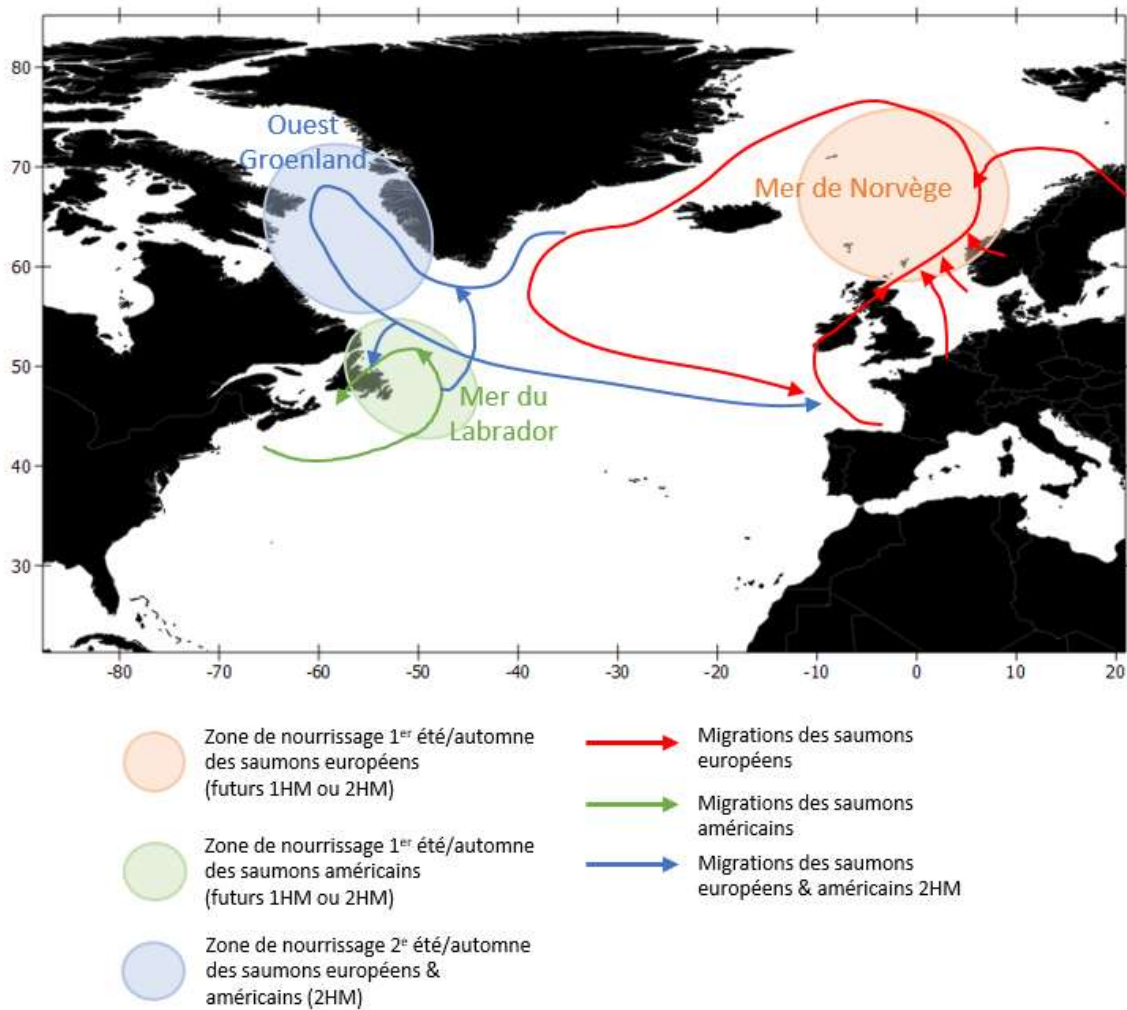 80
70
60
50
40
30
Ouest
Groenland
Mer de Norvège
Mer du
Labrador
-80
-70
-60
-50
-40
-30
-20
-10
0
10
20
Zone de nourrissage 1er été/automne
des saumons européens
(futurs 1HM ou 2HM)
Zone de nourrissage 1er été/automne
des saumons américains
(futurs 1HM ou 2HM)
Zone de nourrissage 2e été/automne
des saumons européens &
américains (2HM)
Migrations des saumons
européens
Migrations des saumons
américains
Migrations des saumons
européens & américains 2HM